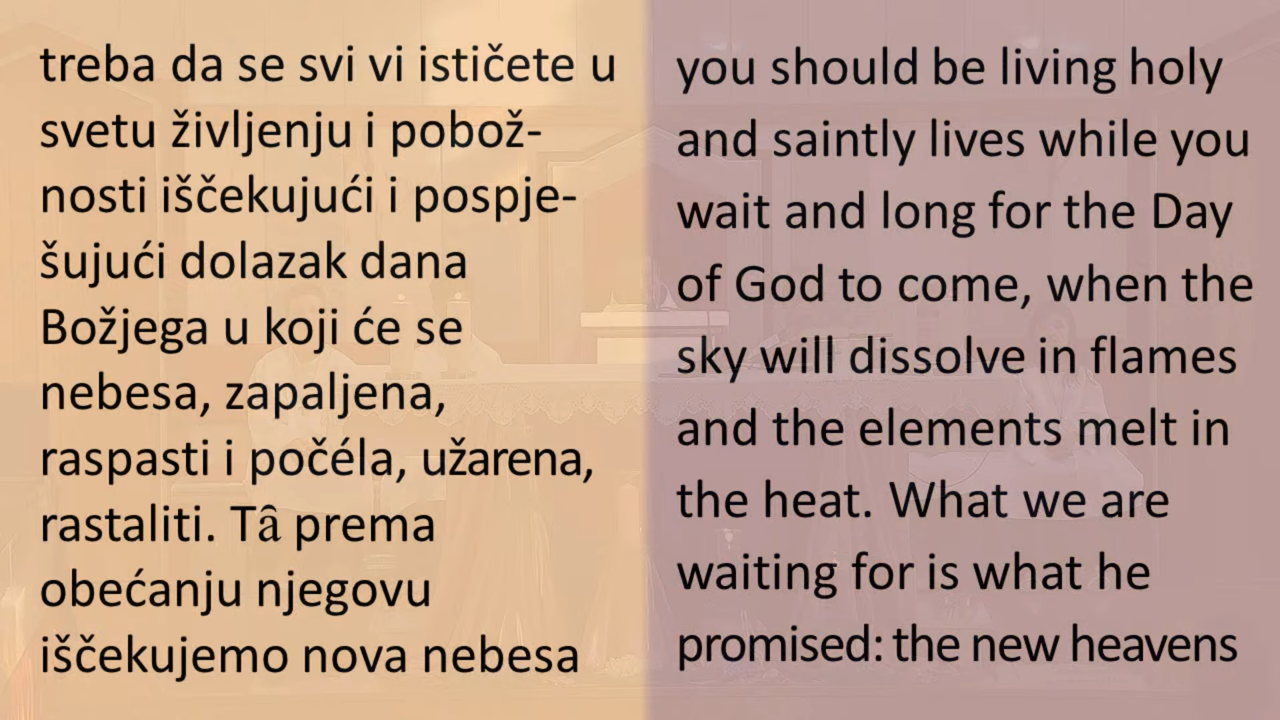 treba da se svi vi ističete u
svetu življenju i pobož-
nosti iščekujući i pospje-
šujući dolazak dana
Božjega u koji će se
nebesa, zapaljena,
raspasti i počéla, užarena,
rastaliti. Tȃ prema
obećanju njegovu
iščekujemo nova nebesa
you should be living holy
and saintly lives while you
wait and long for the Day
of God to come, when the
sky will dissolve in flames
and the elements melt in
the heat. What we are
waiting for is what he
promised: the new heavens